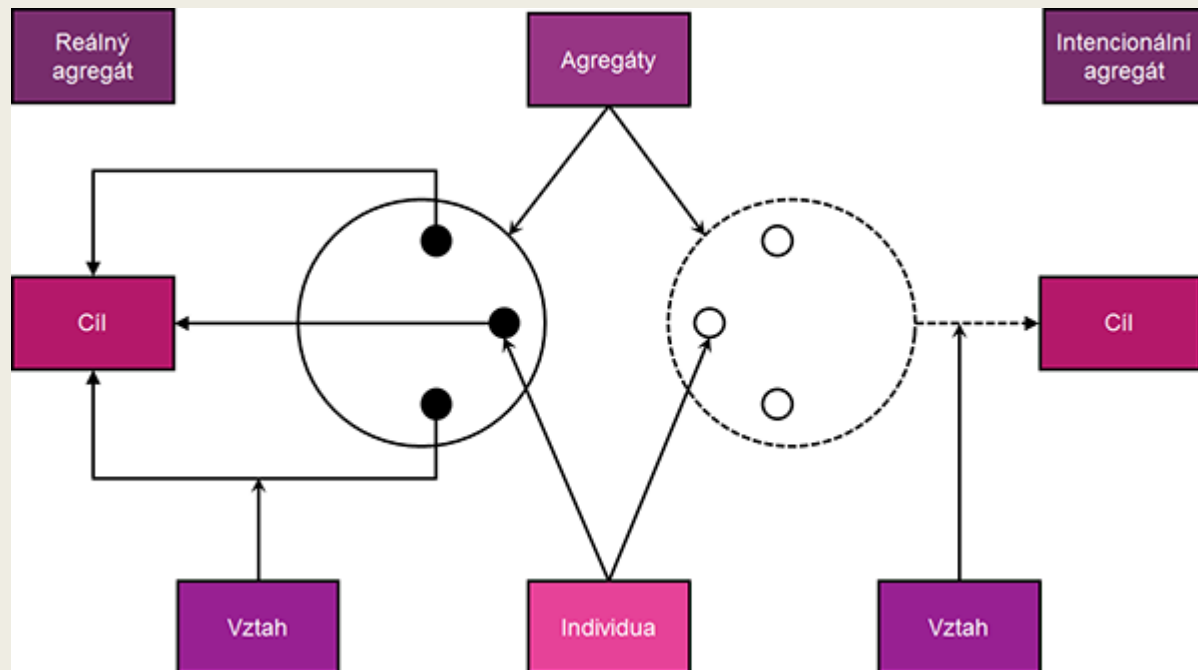 Reálný
agregát
Agregáty
Intencionální
agregát
Cíl
Cíl
Vztah
Individua
Vztah